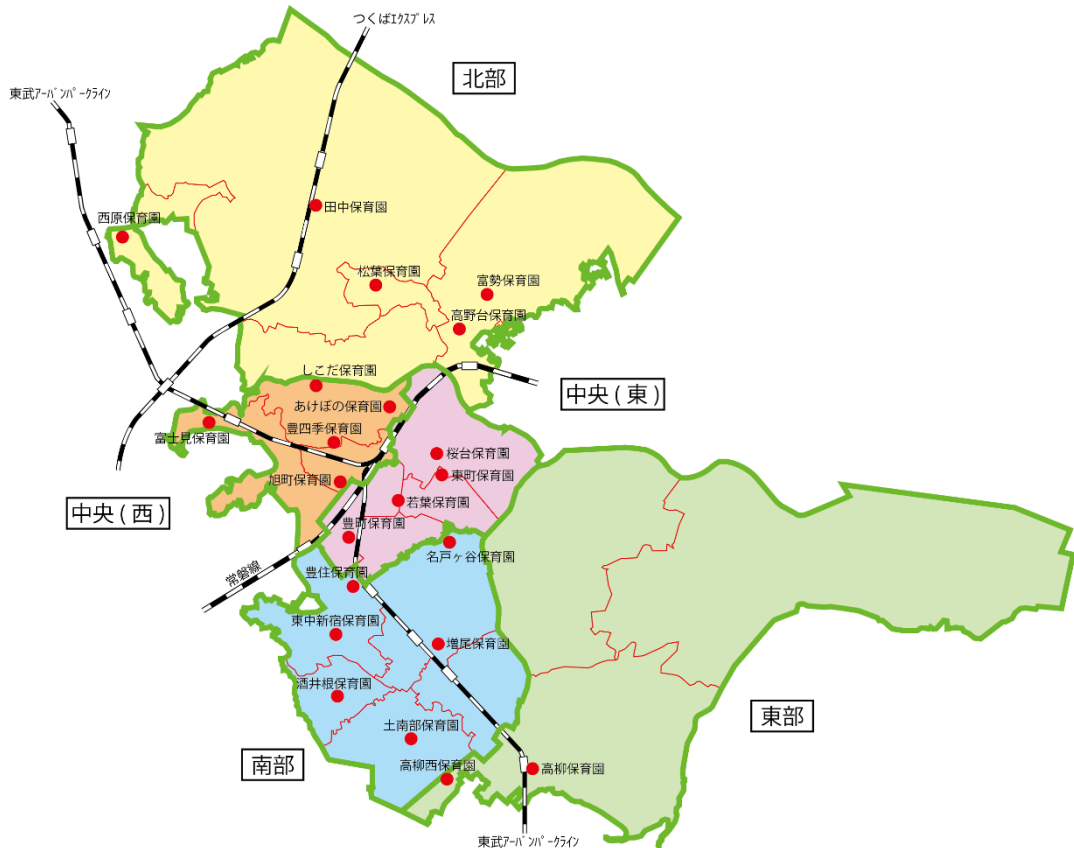 つくばｴｸｽﾌﾟﾚｽ
北部
東武ｱｰﾊﾞﾝﾊﾟｰｸﾗｲﾝ
田中保育園
西原保育園
松葉保育園
富勢保育園
高野台保育園
しこだ保育園
中央(東)
あけぼの保育園
富士見保育園
豊四季保育園
桜台保育園
東町保育園
旭町保育園
若葉保育園
中央(西)
豊町保育園
名戸ヶ谷保育園
常磐線
豊住保育園
東中新宿保育園
増尾保育園
酒井根保育園
東部
土南部保育園
南部
高柳西保育園
高柳保育園
東武ｱｰﾊﾞﾝﾊﾟｰｸﾗｲﾝ